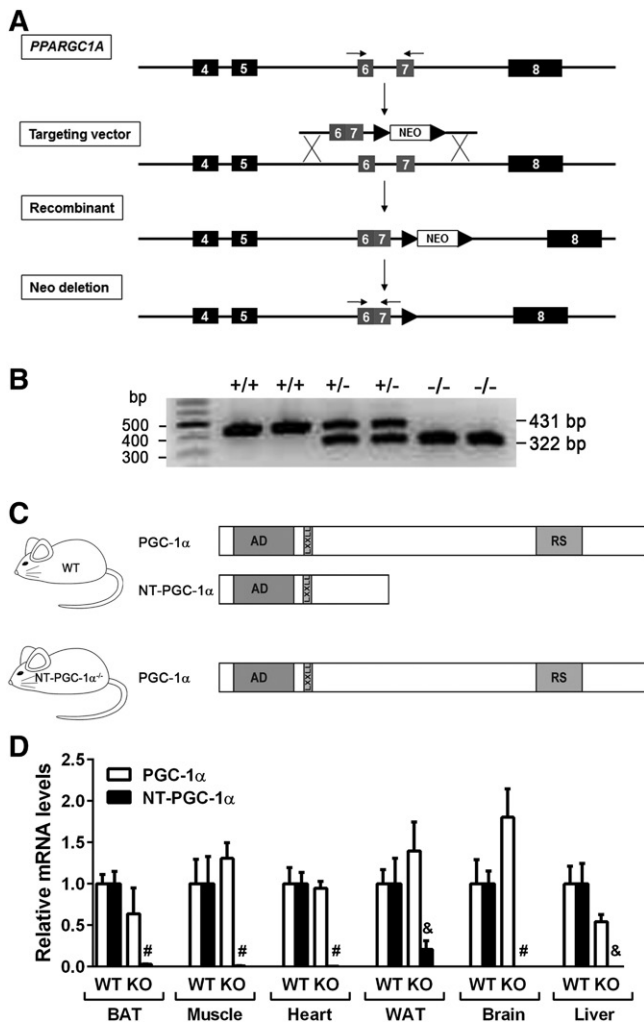 A
PPARGC1A
4 5 6 7 8
Targeting vector
6 7 NEO
4 5 6 7 8
Recombinant
4 5 6 7 NEO 8
Neo deletion
4 5 6 7 8
B
bp +/+ +/+ +/- +/- -/- -/-
500 431 bp
400 322 bp
300
C
WT PGC-1α AD LXXLL RS
NT-PGC-1α AD LXXLL
NT-PGC-1α-/- PGC-1α AD LXXLL RS
D
Relative mRNA levels
2.5
2.0
1.5
1.0
0.5
0.0
PGC-1α
NT-PGC-1α
# # # & # &
WT KO WT KO WT KO WT KO WT KO WT KO
BAT Muscle Heart WAT Brain Liver